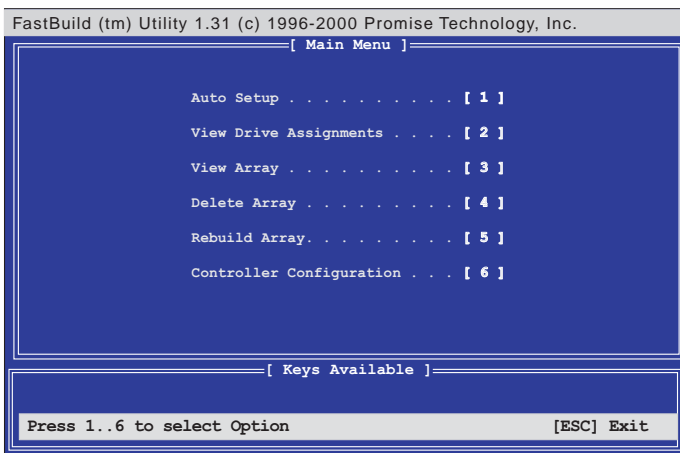 FastBuild (tm) Utility 1.31 (c) 1996-2000 Promise Technology, Inc.
[ Main Menu ]
Auto Setup . . . . . . . . . . [ 1 ]
View Drive Assignments . . . . [ 2 ]
View Array . . . . . . . . . . [ 3 ]
Delete Array . . . . . . . . . [ 4 ]
Rebuild Array. . . . . . . . . [ 5 ]
Controller Configuration . . . [ 6 ]
[ Keys Available ]
Press 1..6 to select Option [ESC] Exit